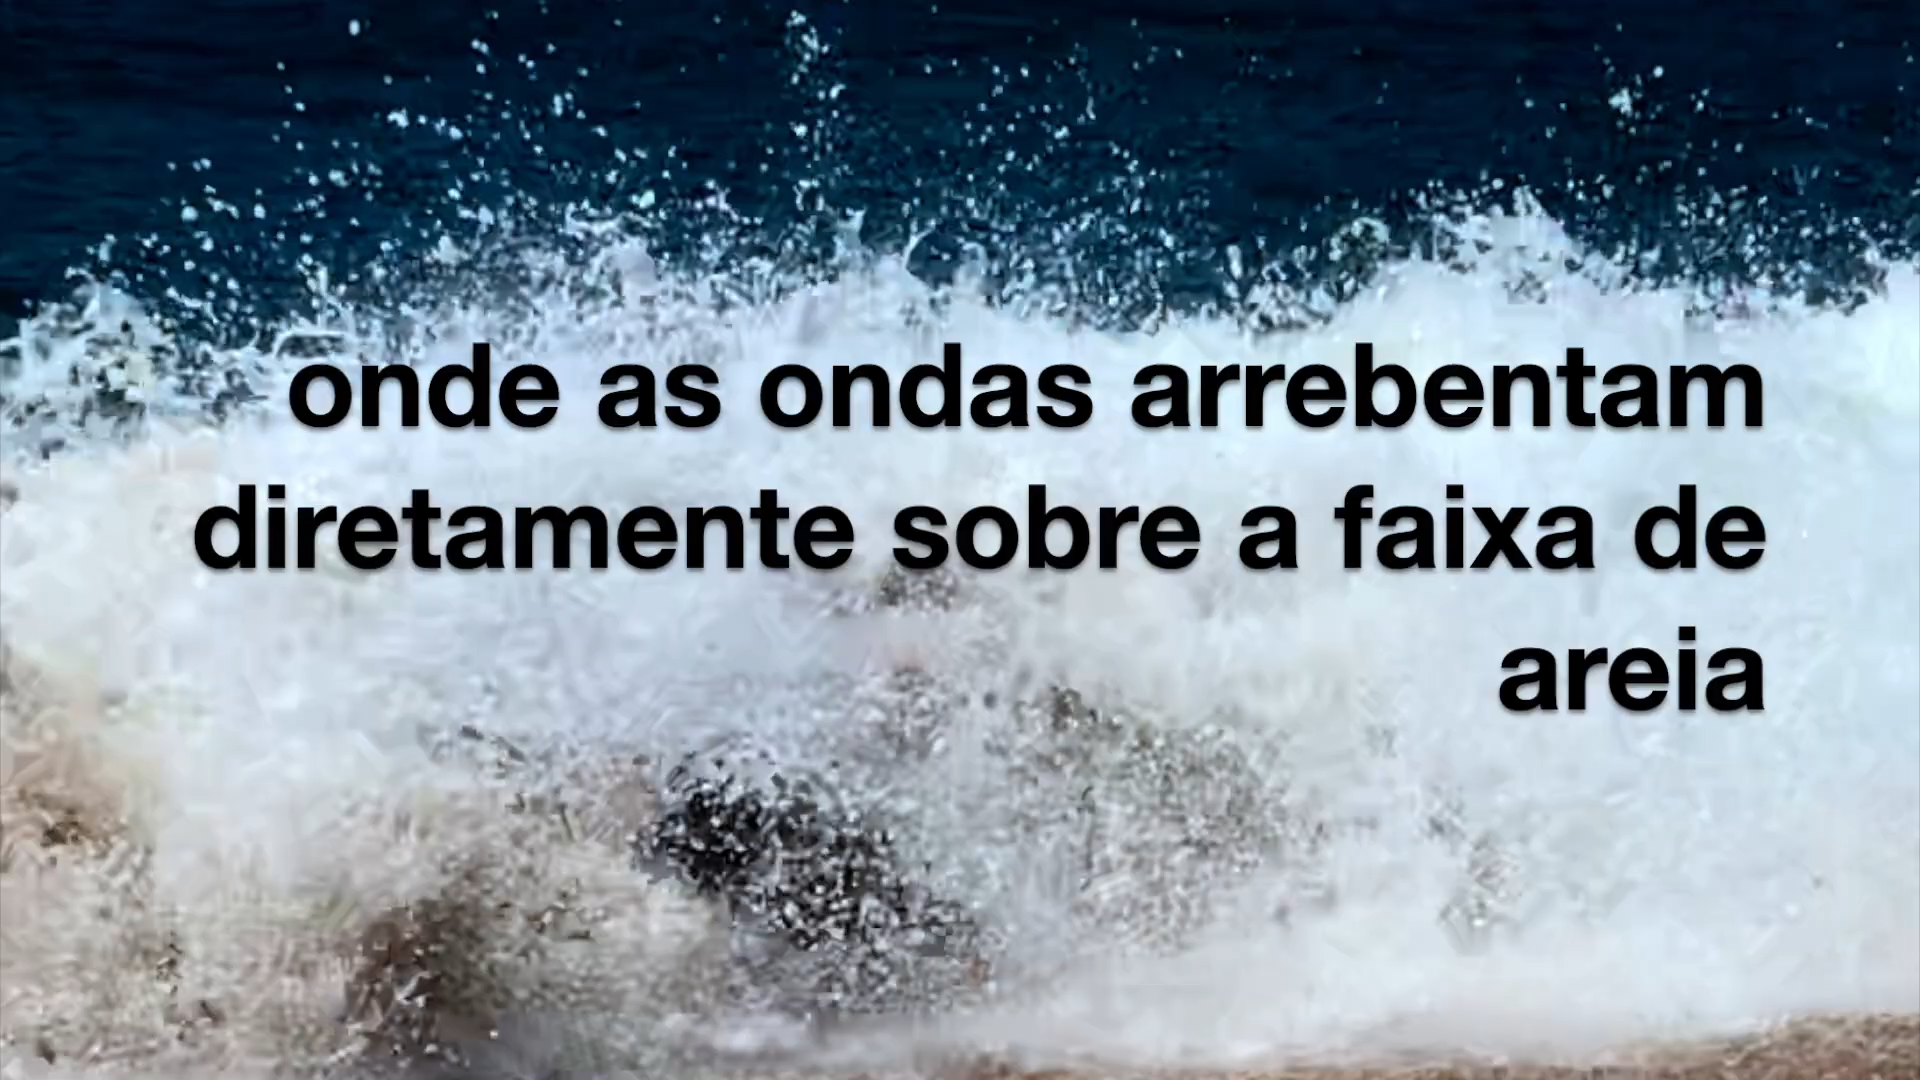 onde as ondas arrebentam
diretamente sobre a faixa de
areia